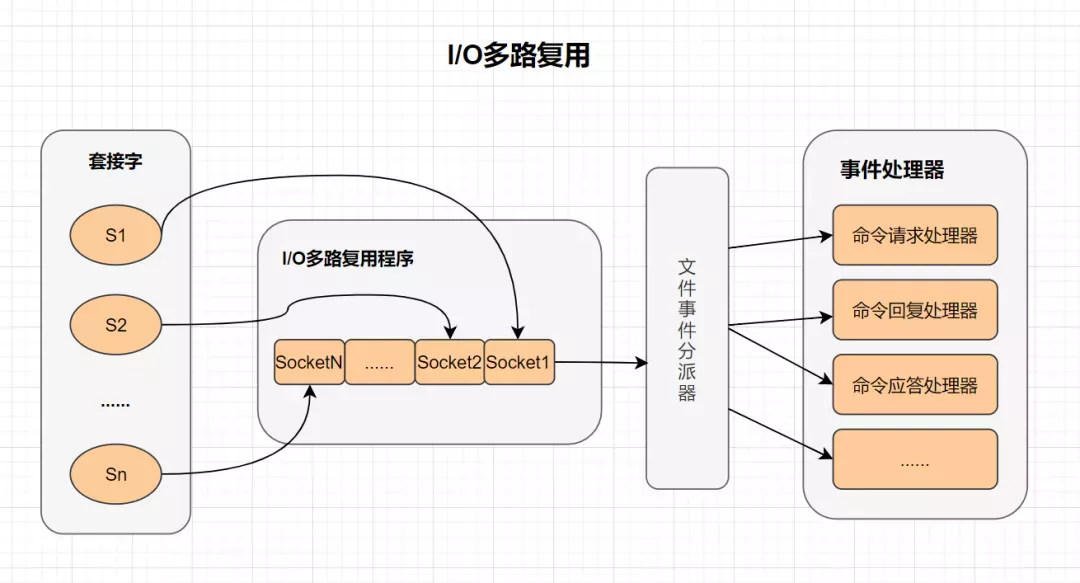 I/O多路复用
套接字
S1
S2
......
Sn
I/O多路复用程序
SocketN
......
Socket2
Socket1
文件事件分派器
事件处理器
命令请求处理器
命令回复处理器
命令应答处理器
......